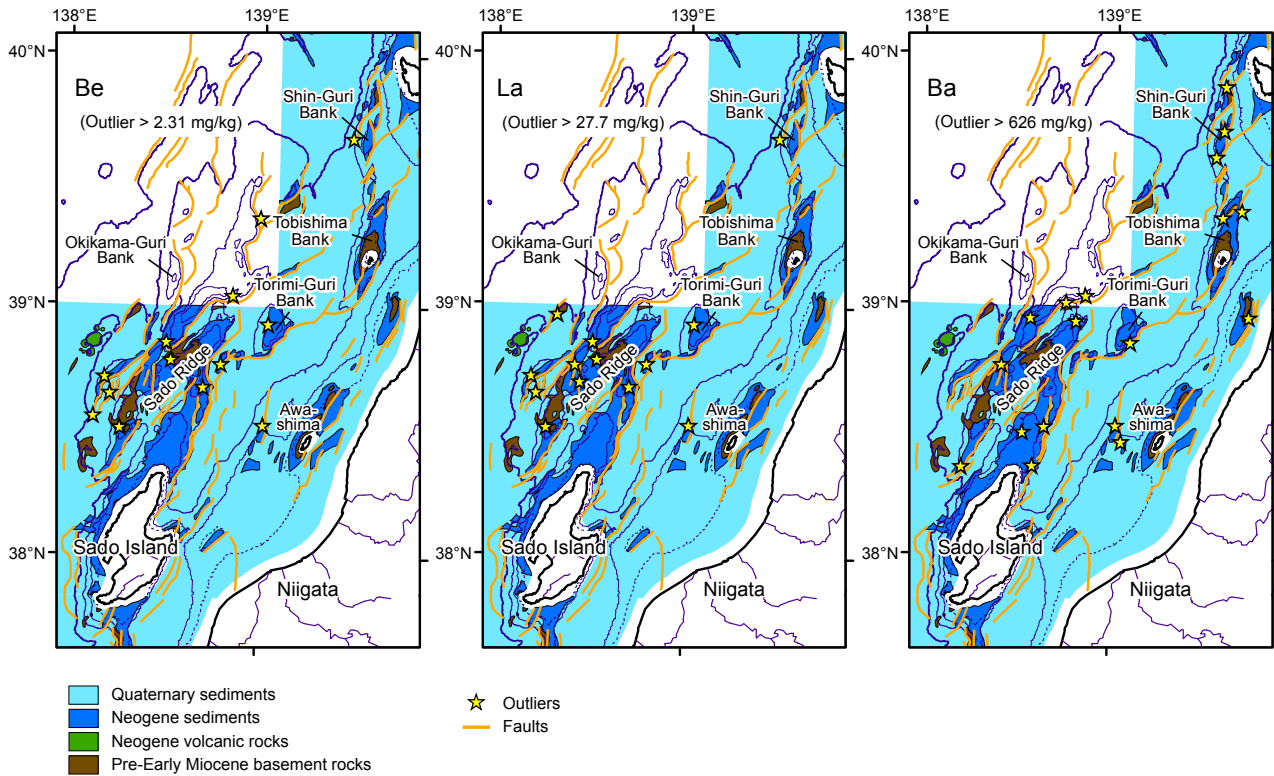 138°E
139°E
138°E
139°E
138°E
139°E
40°N
39°N
38°N
Be
(Outlier > 2.31 mg/kg)
Shin-Guri
Bank
Tobishima
Bank
Okikama-Guri
Bank
Torimi-Guri
Bank
Sado Ridge
Awa-
shima
Sado Island
Niigata
139°E
40°N
39°N
38°N
La
(Outlier > 27.7 mg/kg)
Shin-Guri
Bank
Tobishima
Bank
Okikama-Guri
Bank
Torimi-Guri
Bank
Sado Ridge
Awa-
shima
Sado Island
Niigata
139°E
40°N
39°N
38°N
Ba
(Outlier > 626 mg/kg)
Shin-Guri
Bank
Tobishima
Bank
Okikama-Guri
Bank
Torimi-Guri
Bank
Sado Ridge
Awa-
shima
Sado Island
Niigata
139°E
Quaternary sediments
Neogene sediments
Neogene volcanic rocks
Pre-Early Miocene basement rocks
Outliers
Faults